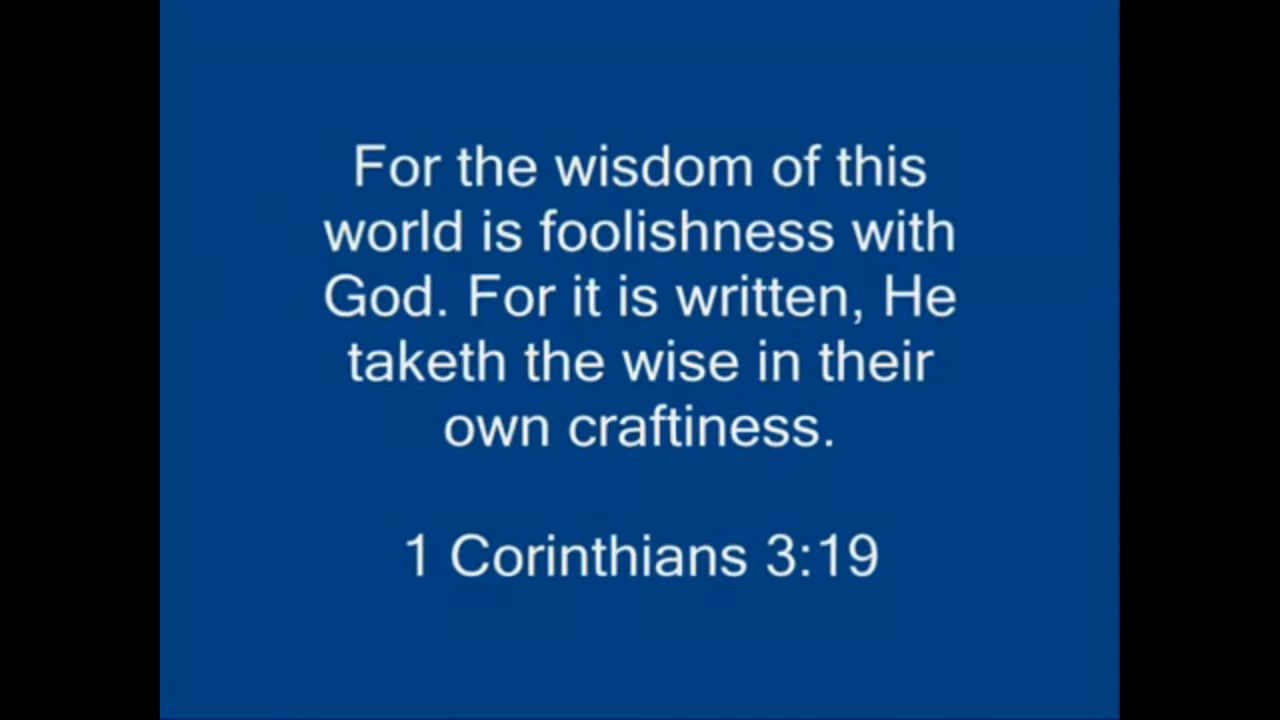 For the wisdom of this
world is foolishness with
God. For it is written, He
taketh the wise in their
own craftiness.
1 Corinthians 3:19